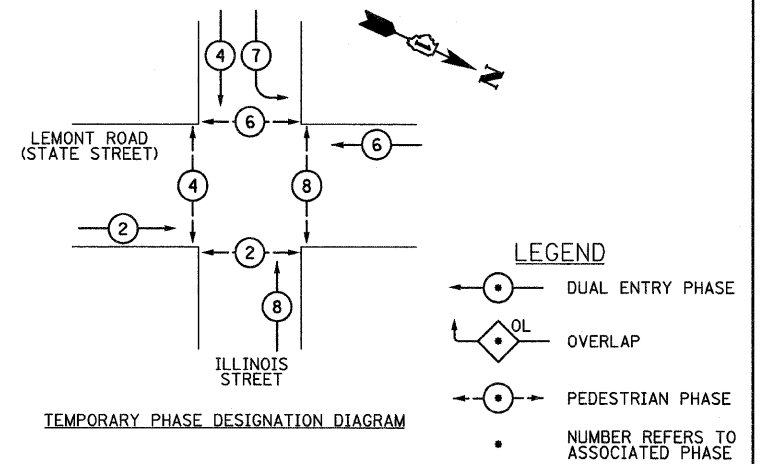 4 7
N
6
LEMONT ROAD
(STATE STREET)
6
4 8
2
2
8
ILLINOIS
STREET
TEMPORARY PHASE DESIGNATION DIAGRAM
LEGEND
DUAL ENTRY PHASE
OL
OVERLAP
PEDESTRIAN PHASE
NUMBER REFERS TO
ASSOCIATED PHASE